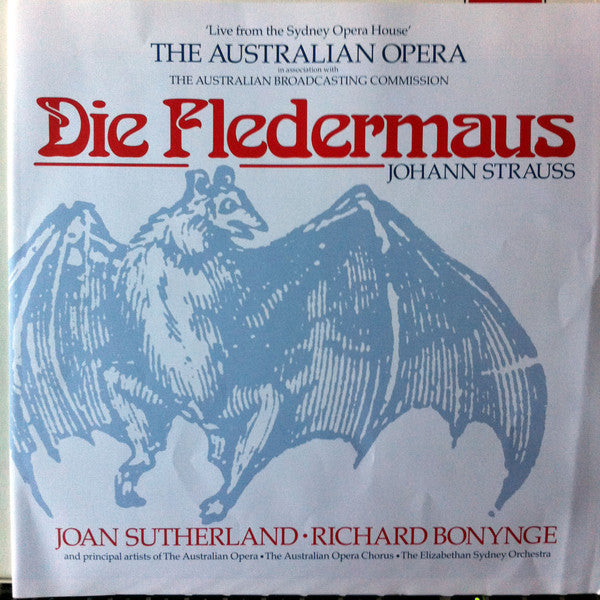 'Live from the Sydney Opera House'
THE AUSTRALIAN OPERA
in association with
THE AUSTRALIAN BROADCASTING COMMISSION
Die Fledermaus
JOHANN STRAUSS
JOAN SUTHERLAND • RICHARD BONYNGE
and principal artists of The Australian Opera • The Australian Opera Chorus • The Elizabethan Sydney Orchestra